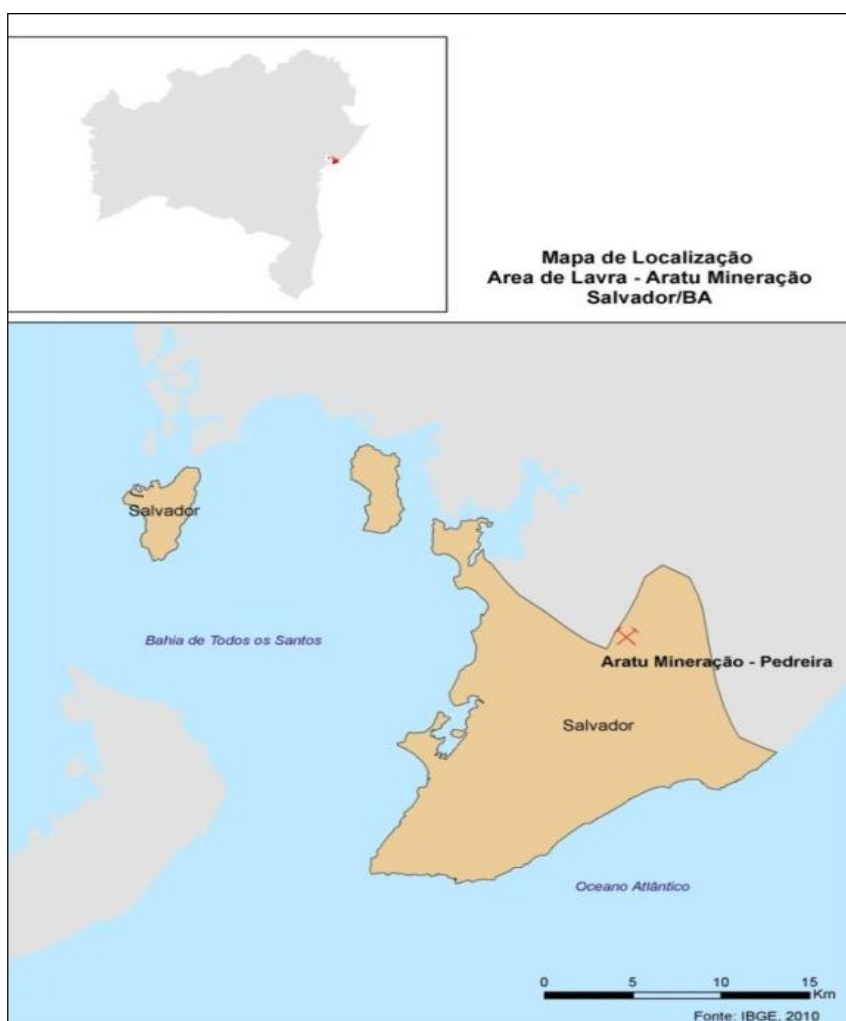 Mapa de Localização
Area de Lavra - Aratu Mineração
Salvador/BA
Salvador
Bahia de Todos os Santos
Aratu Mineração - Pedreira
Salvador
Oceano Atlântico
0 5 10 15
Km
Fonte: IBGE, 2010